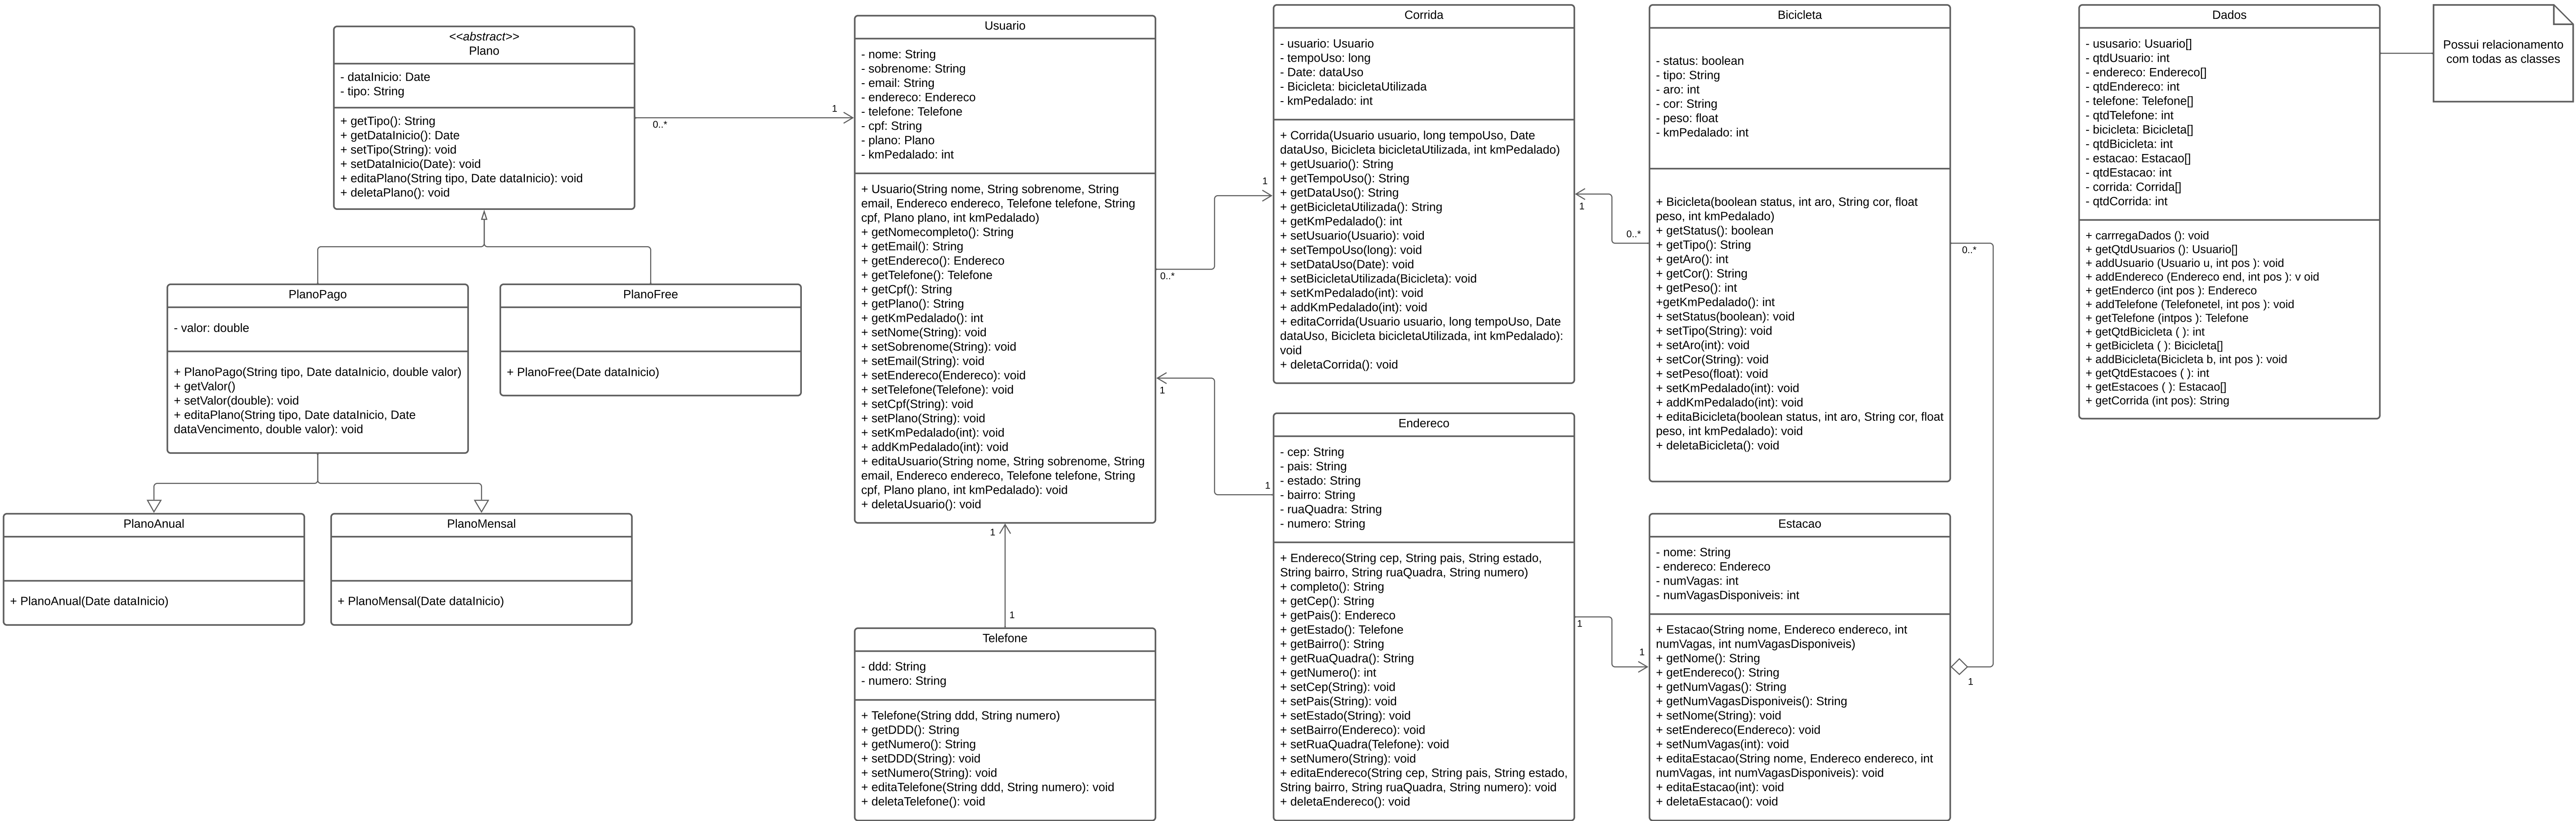 <<abstract>>
Plano
- dataInicio: Date
- tipo: String
+ getTipo(): String
+ getDataInicio(): Date
+ setTipo(String): void
+ setDataInicio(Date): void
+ editaPlano(String tipo, Date dataInicio): void
+ deletaPlano(): void
0..*
1
PlanoPago
- valor: double
+ PlanoPago(String tipo, Date dataInicio, double valor)
+ getValor()
+ setValor(double): void
+ editaPlano(String tipo, Date dataInicio, Date
dataVencimento, double valor): void
PlanoFree
+ PlanoFree(Date dataInicio)
PlanoAnual
+ PlanoAnual(Date dataInicio)
PlanoMensal
+ PlanoMensal(Date dataInicio)
Usuario
- nome: String
- sobrenome: String
- email: String
- endereco: Endereco
- telefone: Telefone
- cpf: String
- plano: Plano
- kmPedalado: int
+ Usuario(String nome, String sobrenome, String
email, Endereco endereco, Telefone telefone, String
cpf, Plano plano, int kmPedalado)
+ getNomecompleto(): String
+ getEmail(): String
+ getEndereco(): Endereco
+ getTelefone(): Telefone
+ getCpf(): String
+ getPlano(): String
+ getKmPedalado(): int
+ setNome(String): void
+ setSobrenome(String): void
+ setEmail(String): void
+ setEndereco(Endereco): void
+ setTelefone(Telefone): void
+ setCpf(String): void
+ setPlano(String): void
+ setKmPedalado(int): void
+ addKmPedalado(int): void
+ editaUsuario(String nome, String sobrenome, String
email, Endereco endereco, Telefone telefone, String
cpf, Plano plano, int kmPedalado): void
+ deletaUsuario(): void
0..*
1
1
1
1
1
Telefone
- ddd: String
- numero: String
+ Telefone(String ddd, String numero)
+ getDDD(): String
+ getNumero(): String
+ setDDD(String): void
+ setNumero(String): void
+ editaTelefone(String ddd, String numero): void
+ deletaTelefone(): void
Corrida
- usuario: Usuario
- tempoUso: long
- Date: dataUso
- Bicicleta: bicicletaUtilizada
- kmPedalado: int
+ Corrida(Usuario usuario, long tempoUso, Date
dataUso, Bicicleta bicicletaUtilizada, int kmPedalado)
+ getUsuario(): String
+ getTempoUso(): String
+ getDataUso(): String
+ getBicicletaUtilizada(): String
+ getKmPedalado(): int
+ setUsuario(Usuario): void
+ setTempoUso(long): void
+ setDataUso(Date): void
+ setBicicletaUtilizada(Bicicleta): void
+ setKmPedalado(int): void
+ addKmPedalado(int): void
+ editaCorrida(Usuario usuario, long tempoUso, Date
dataUso, Bicicleta bicicletaUtilizada, int kmPedalado):
void
+ deletaCorrida(): void
1
0..*
Endereco
- cep: String
- pais: String
- estado: String
- bairro: String
- ruaQuadra: String
- numero: String
+ Endereco(String cep, String pais, String estado,
String bairro, String ruaQuadra, String numero)
+ completo(): String
+ getCep(): String
+ getPais(): Endereco
+ getEstado(): Telefone
+ getBairro(): String
+ getRuaQuadra(): String
+ getNumero(): int
+ setCep(String): void
+ setPais(String): void
+ setEstado(String): void
+ setBairro(Endereco): void
+ setRuaQuadra(Telefone): void
+ setNumero(String): void
+ editaEndereco(String cep, String pais, String estado,
String bairro, String ruaQuadra, String numero): void
+ deletaEndereco(): void
1
1
Bicicleta
- status: boolean
- tipo: String
- aro: int
- cor: String
- peso: float
- kmPedalado: int
+ Bicicleta(boolean status, int aro, String cor, float
peso, int kmPedalado)
+ getStatus(): boolean
+ getTipo(): String
+ getAro(): int
+ getCor(): String
+ getPeso(): int
+getKmPedalado(): int
+ setStatus(boolean): void
+ setTipo(String): void
+ setAro(int): void
+ setCor(String): void
+ setPeso(float): void
+ setKmPedalado(int): void
+ addKmPedalado(int): void
+ editaBicicleta(boolean status, int aro, String cor, float
peso, int kmPedalado): void
+ deletaBicicleta(): void
0..*
1
Estacao
- nome: String
- endereco: Endereco
- numVagas: int
- numVagasDisponiveis: int
+ Estacao(String nome, Endereco endereco, int
numVagas, int numVagasDisponiveis)
+ getNome(): String
+ getEndereco(): String
+ getNumVagas(): String
+ getNumVagasDisponiveis(): String
+ setNome(String): void
+ setEndereco(Endereco): void
+ setNumVagas(int): void
+ editaEstacao(String nome, Endereco endereco, int
numVagas, int numVagasDisponiveis): void
+ editaEstacao(int): void
+ deletaEstacao(): void
Dados
- ususario: Usuario[]
- qtdUsuario: int
- endereco: Endereco[]
- qtdEndereco: int
- telefone: Telefone[]
- qtdTelefone: int
- bicicleta: Bicicleta[]
- qtdBicicleta: int
- estacao: Estacao[]
- qtdEstacao: int
- corrida: Corrida[]
- qtdCorrida: int
+ carrregaDados (): void
+ getQtdUsuarios (): Usuario[]
+ addUsuario (Usuario u, int pos ): void
+ addEndereco (Endereco end, int pos ): v oid
+ getEnderco (int pos ): Endereco
+ addTelefone (Telefonetel, int pos ): void
+ getTelefone (intpos ): Telefone
+ getQtdBicicleta ( ): int
+ getBicicleta ( ): Bicicleta[]
+ addBicicleta(Bicicleta b, int pos ): void
+ getQtdEstacoes ( ): int
+ getEstacoes ( ): Estacao[]
+ getCorrida (int pos): String
Possui relacionamento
com todas as classes